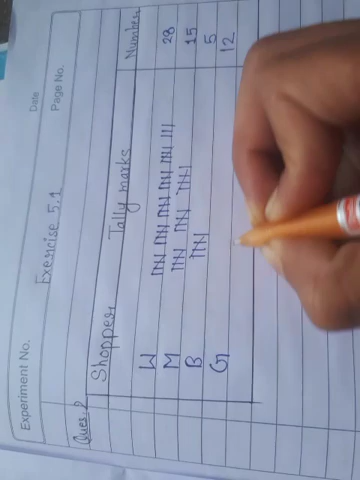 Experiment No.
Date
Page No.
Exercise 5.1
Ques. 2
Shopper Tally marks Number
W 𝍸 𝍸 𝍸 𝍸 𝍸 ||| 28
M 𝍸 𝍸 𝍸 15
B 𝍸 5
G 12